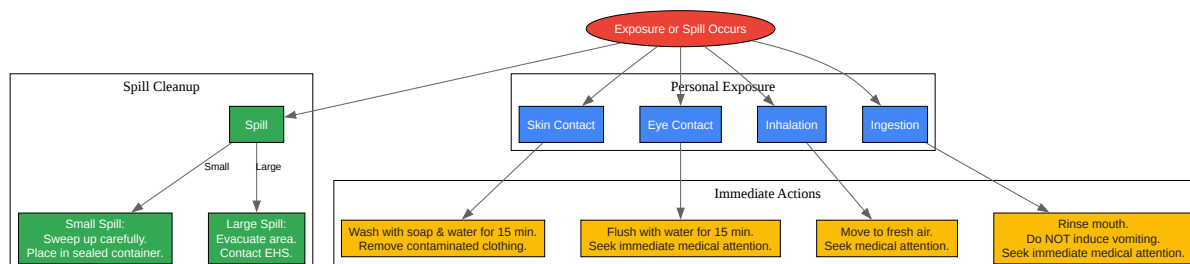 Exposure or Spill Occurs
Spill Cleanup
Personal Exposure
Spill
Skin Contact
Eye Contact
Inhalation
Ingestion
Small
Large
Immediate Actions
Small Spill:
Sweep up carefully.
Place in sealed container.
Large Spill:
Evacuate area.
Contact EHS.
Wash with soap & water for 15 min.
Remove contaminated clothing.
Flush with water for 15 min.
Seek immediate medical attention.
Move to fresh air.
Seek medical attention.
Rinse mouth.
Do NOT induce vomiting.
Seek immediate medical attention.